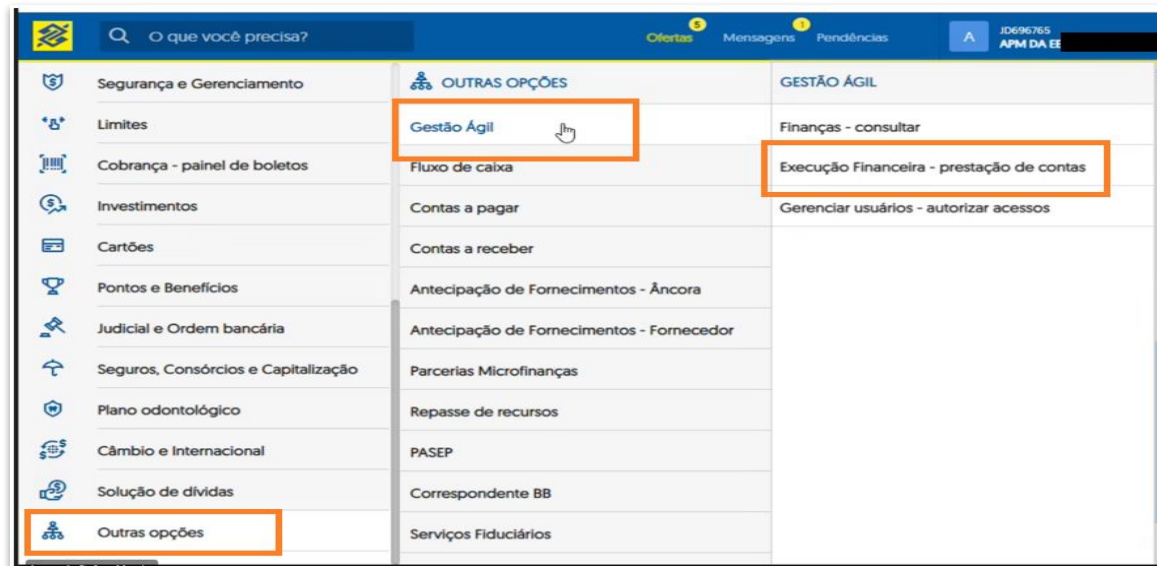 O que você precisa?
5
Ofertas
1
Mensagens
Pendências
A
JD696765
APM DA EE
Segurança e Gerenciamento
Limites
Cobrança - painel de boletos
Investimentos
Cartões
Pontos e Benefícios
Judicial e Ordem bancária
Seguros, Consórcios e Capitalização
Plano odontológico
Câmbio e Internacional
Solução de dívidas
Outras opções
OUTRAS OPÇÕES
Gestão Ágil
Fluxo de caixa
Contas a pagar
Contas a receber
Antecipação de Fornecimentos - Âncora
Antecipação de Fornecimentos - Fornecedor
Parcerias Microfinanças
Repasse de recursos
PASEP
Correspondente BB
Serviços Fiduciários
GESTÃO ÁGIL
Finanças - consultar
Execução Financeira - prestação de contas
Gerenciar usuários - autorizar acessos